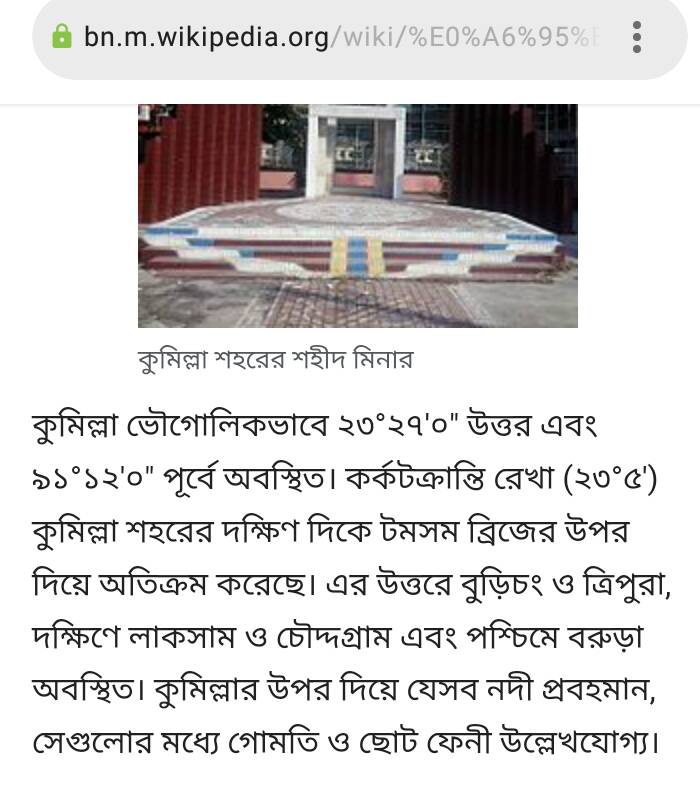 bn.m.wikipedia.org/wiki/%E0%A6%95%E
কুমিল্লা শহরের শহীদ মিনার
কুমিল্লা ভৌগোলিকভাবে ২৩°২৭'০" উত্তর এবং
৯১°১২'০" পূর্বে অবস্থিত। কর্কটক্রান্তি রেখা (২৩°৫')
কুমিল্লা শহরের দক্ষিণ দিকে টমসম ব্রিজের উপর
দিয়ে অতিক্রম করেছে। এর উত্তরে বুড়িচং ও ত্রিপুরা,
দক্ষিণে লাকসাম ও চৌদ্দগ্রাম এবং পশ্চিমে বরুড়া
অবস্থিত। কুমিল্লার উপর দিয়ে যেসব নদী প্রবহমান,
সেগুলোর মধ্যে গোমতি ও ছোট ফেনী উল্লেখযোগ্য।